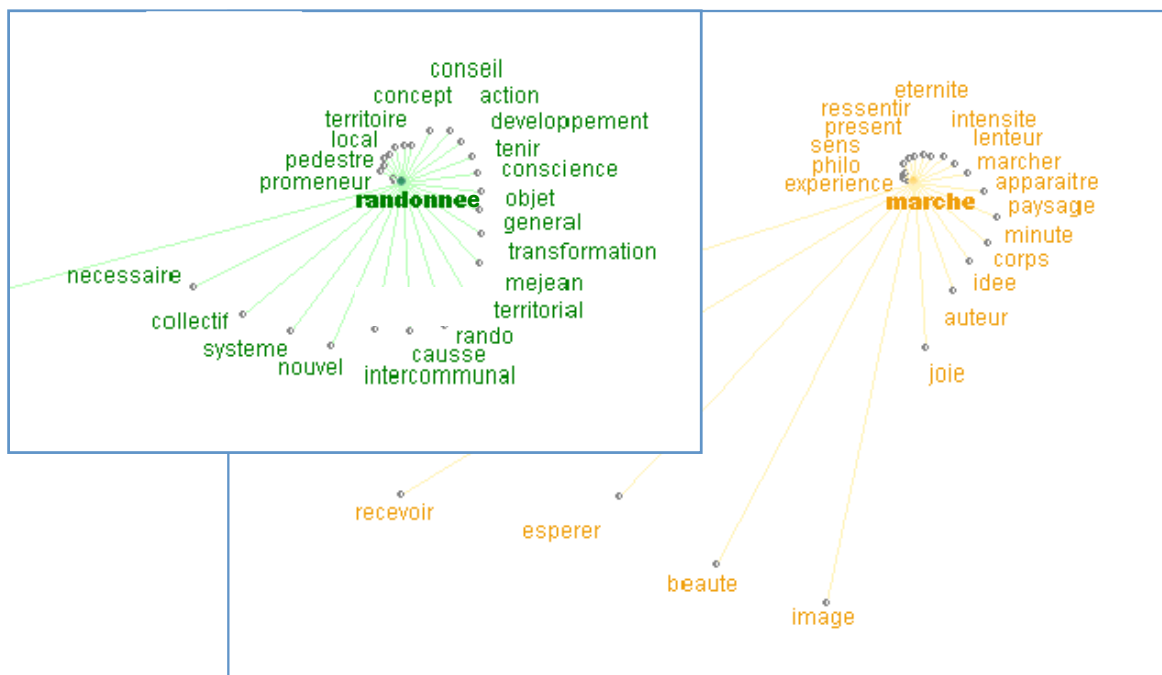 conseil
concept
action
territoire
developpement
local
tenir
pedestre
conscience
promeneur
randonnee
objet
general
transformation
necessaire
mejean
territorial
collectif
rando
systeme
causse
nouvel
intercommunal
eternite
ressentir
intensite
present
lenteur
sens
marcher
philo
apparaitre
experience
marche
paysage
minute
corps
idee
auteur
joie
recevoir
esperer
beaute
image